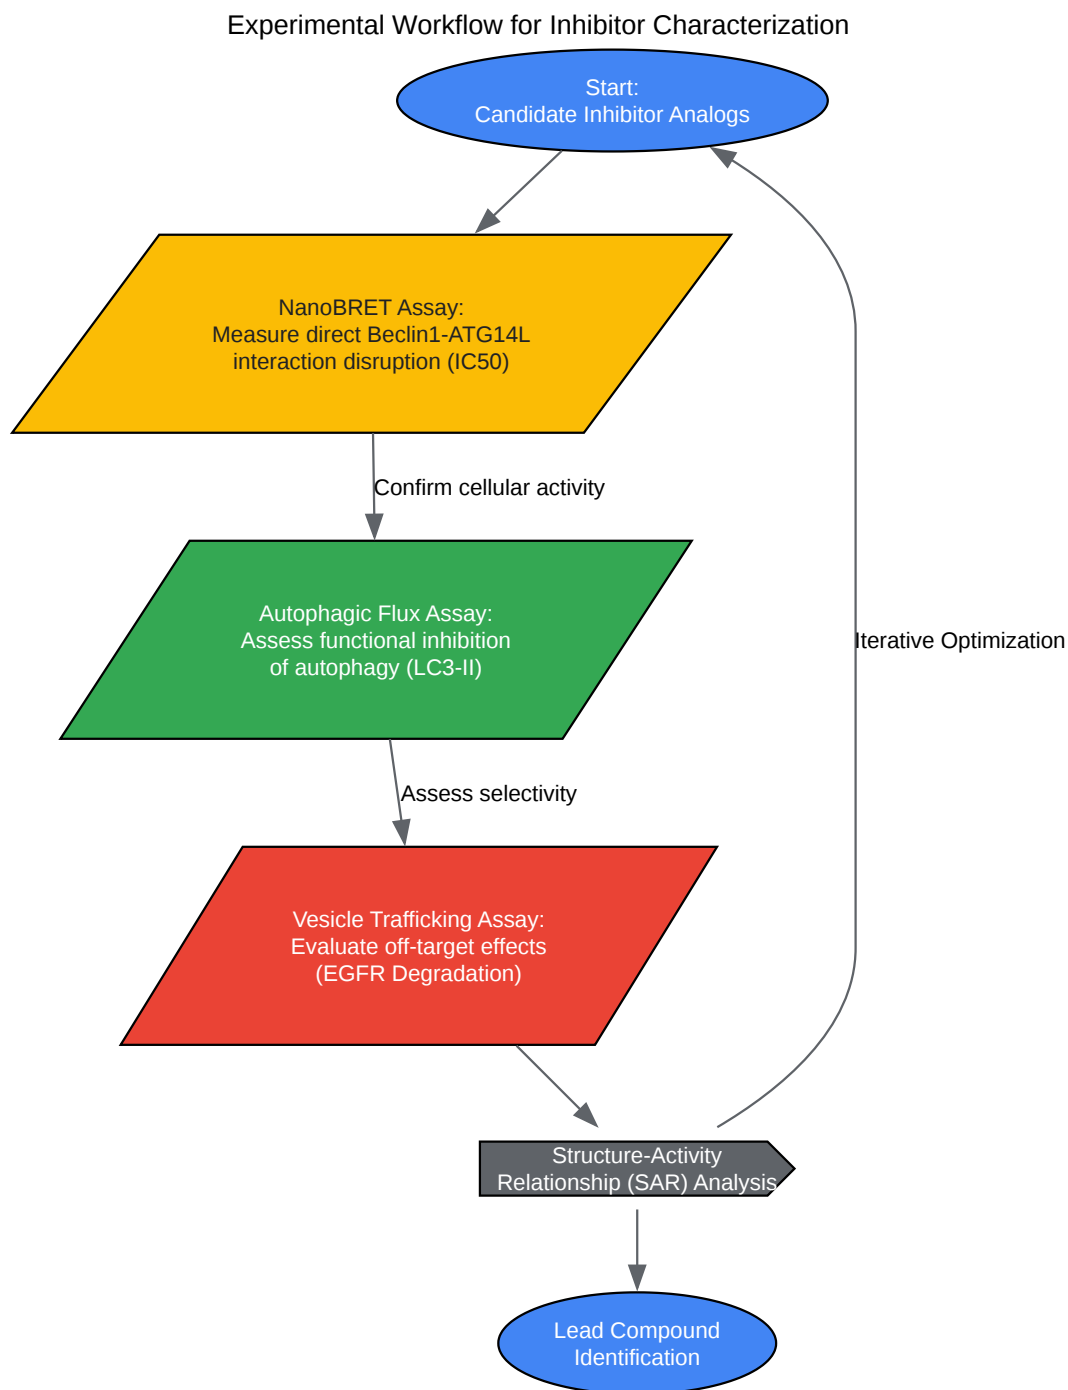 Experimental Workflow for Inhibitor Characterization
Start:
Candidate Inhibitor Analogs
NanoBRET Assay:
Measure direct Beclin1-ATG14L
interaction disruption (IC50)
Confirm cellular activity
Autophagic Flux Assay:
Assess functional inhibition
of autophagy (LC3-II)
Iterative Optimization
Assess selectivity
Vesicle Trafficking Assay:
Evaluate off-target effects
(EGFR Degradation)
Structure-Activity
Relationship (SAR) Analysis
Lead Compound
Identification